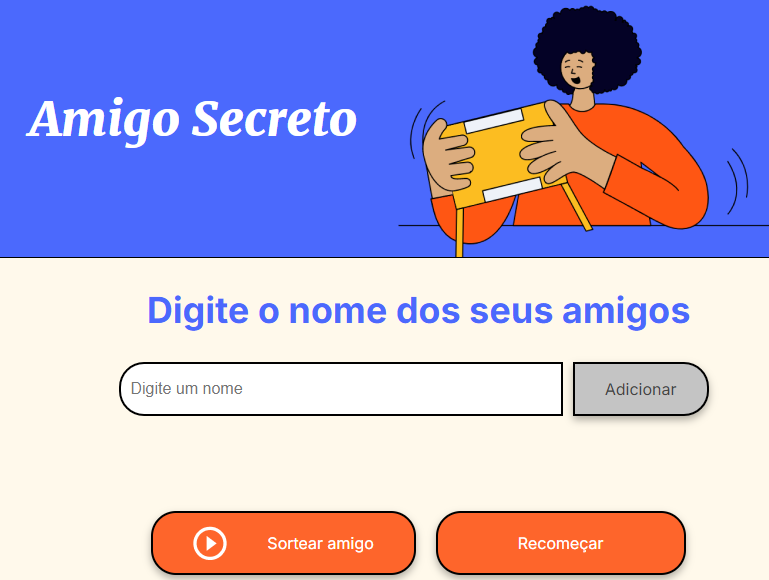 Amigo Secreto
Digite o nome dos seus amigos
Digite um nome
Adicionar
Sortear amigo
Recomeçar